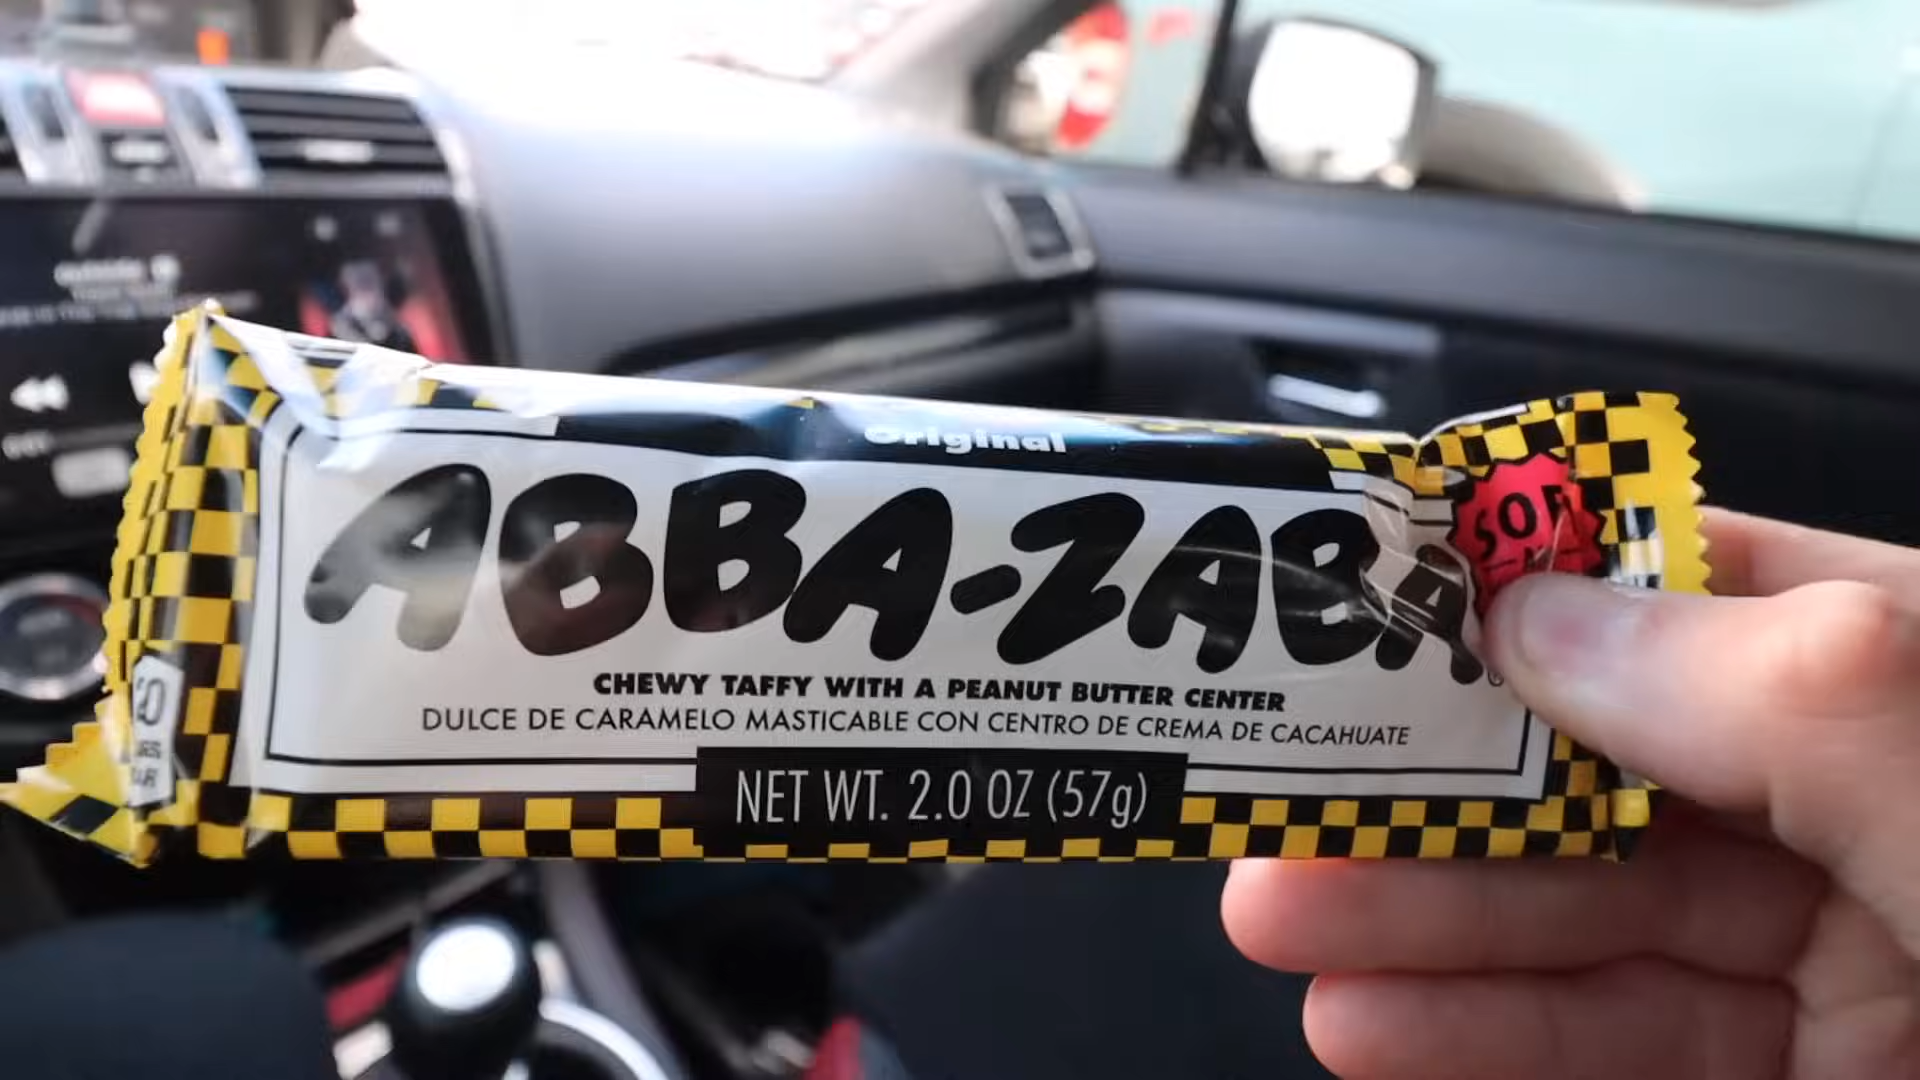 Original
ABBA-ZABA
CHEWY TAFFY WITH A PEANUT BUTTER CENTER
DULCE DE CARAMELO MASTICABLE CON CENTRO DE CREMA DE CACAHUATE
NET WT. 2.0 OZ (57g)